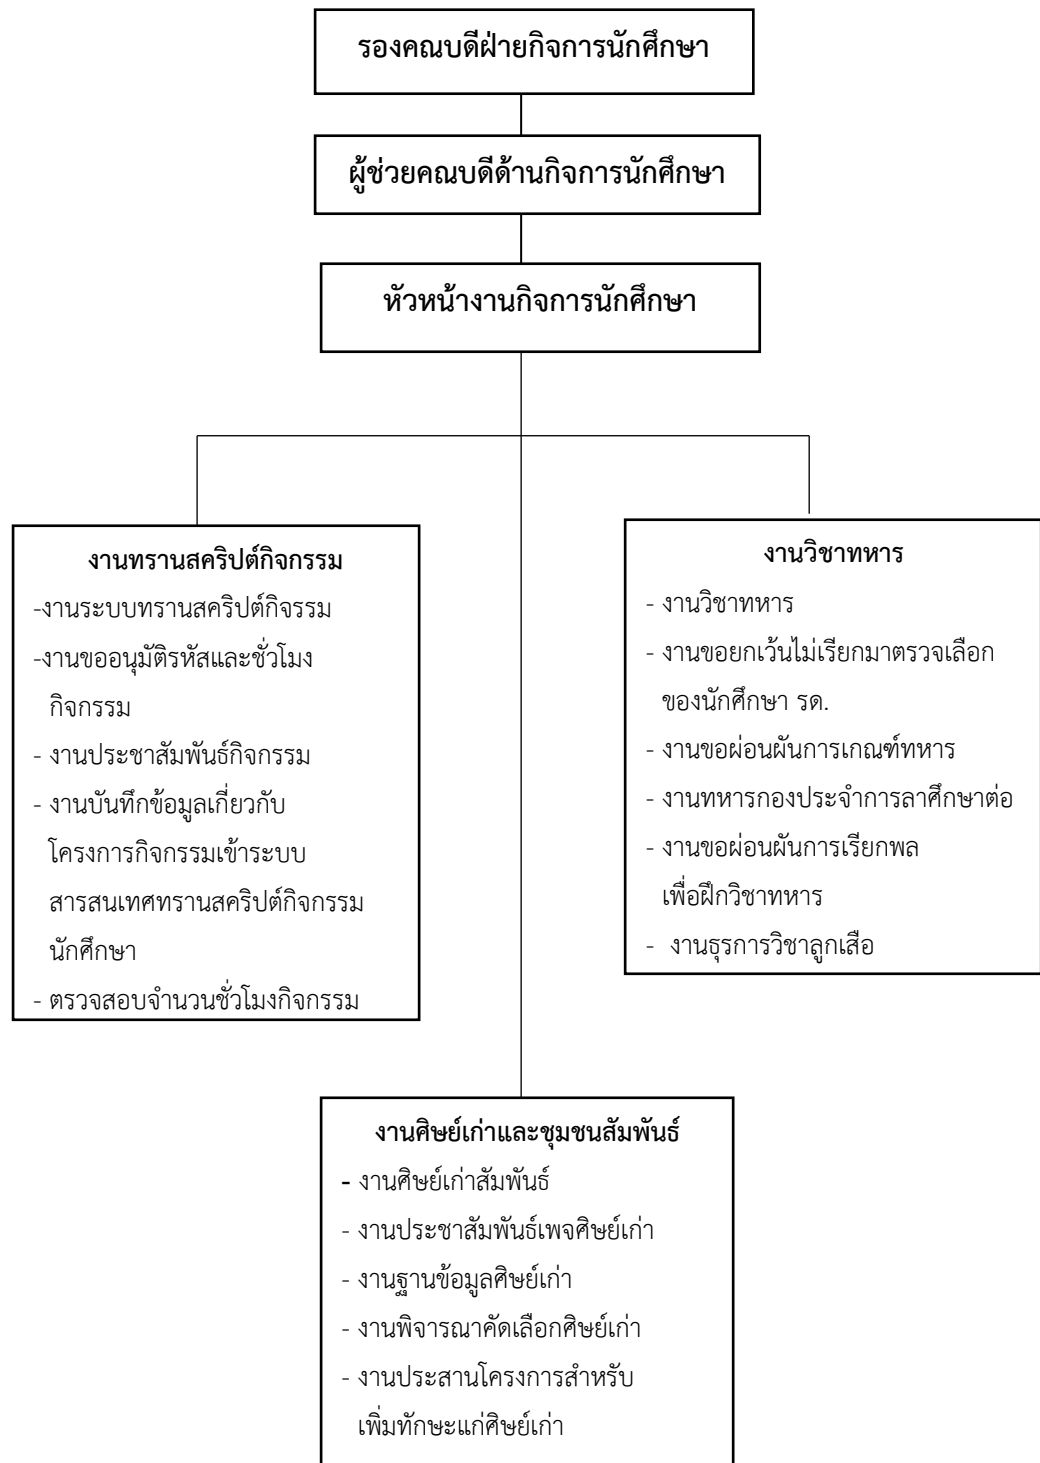 รองคณบดีฝ่ายกิจการนักศึกษา
ผู้ช่วยคณบดีด้านกิจการนักศึกษา
หัวหน้างานกิจการนักศึกษา
งานทรานสคริปต์กิจกรรม
-งานระบบทรานสคริปต์กิจรรม
-งานขออนุมัติรหัสและชั่วโมง
กิจกรรม
- งานประชาสัมพันธ์กิจกรรม
- งานบันทึกข้อมูลเกี่ยวกับ
โครงการกิจกรรมเข้าระบบ
สารสนเทศทรานสคริปต์กิจกรรม
นักศึกษา
- ตรวจสอบจำนวนชั่วโมงกิจกรรม
งานวิชาทหาร
- งานวิชาทหาร
- งานขอยกเว้นไม่เรียกมาตรวจเลือก
ของนักศึกษา รด.
- งานขอผ่อนผันการเกณฑ์ทหาร
- งานทหารกองประจำการลาศึกษาต่อ
- งานขอผ่อนผันการเรียกพล
เพื่อฝึกวิชาทหาร
- งานธุรการวิชาลูกเสือ
งานศิษย์เก่าและชุมชนสัมพันธ์
- งานศิษย์เก่าสัมพันธ์
- งานประชาสัมพันธ์เพจศิษย์เก่า
- งานฐานข้อมูลศิษย์เก่า
- งานพิจารณาคัดเลือกศิษย์เก่า
- งานประสานโครงการสำหรับ
เพิ่มทักษะแก่ศิษย์เก่า